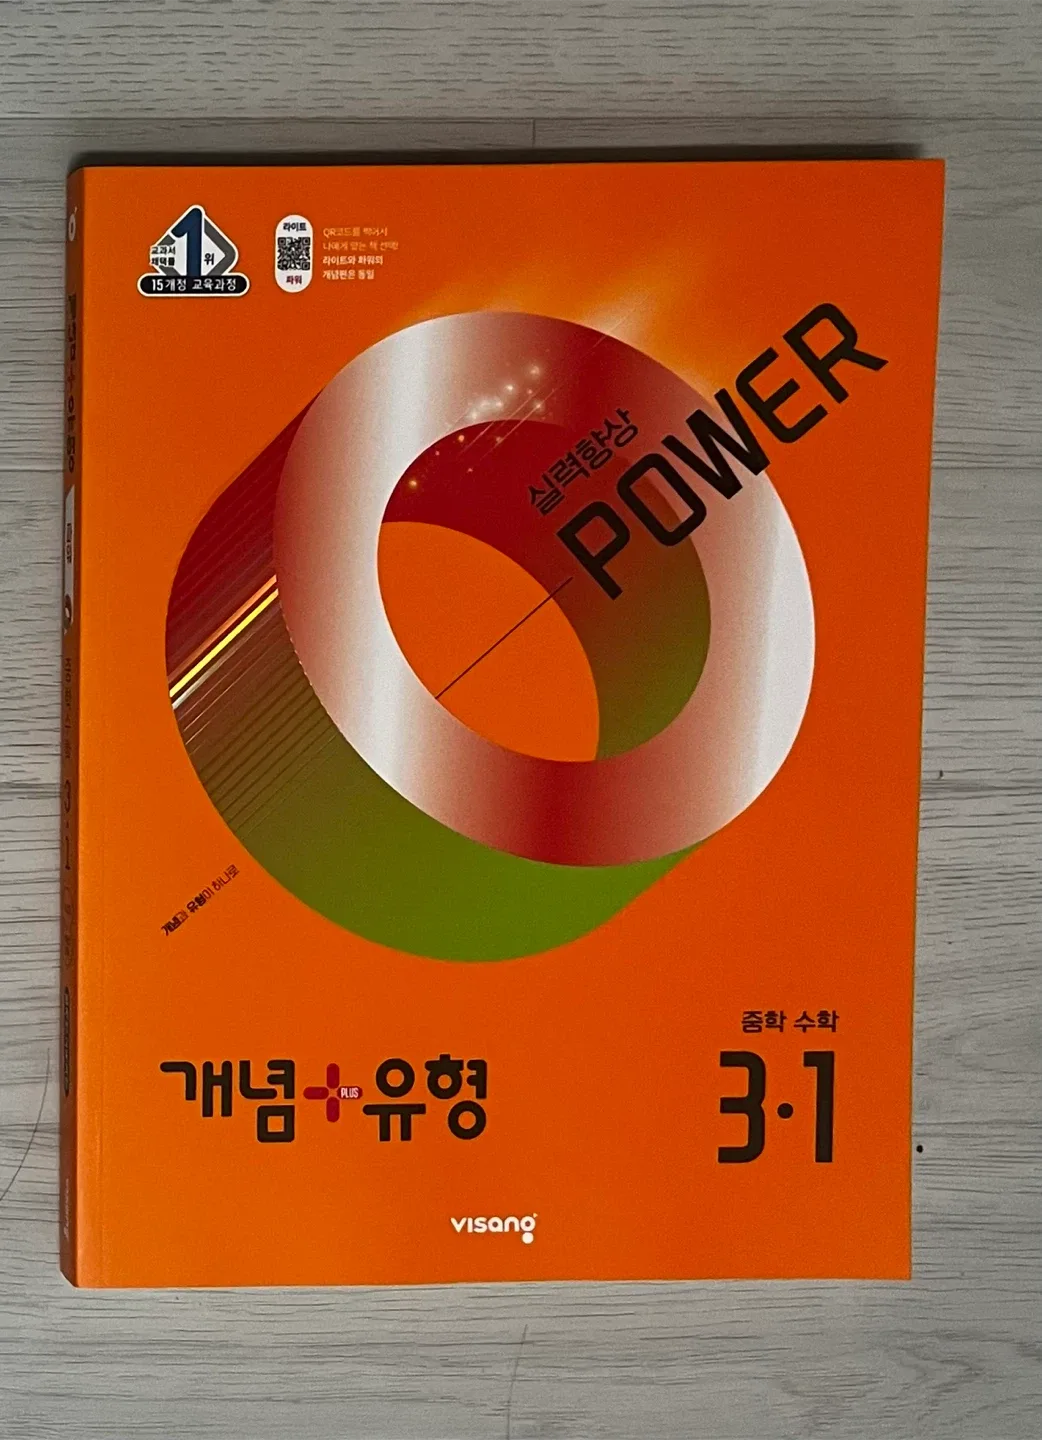 교과서
채택률
1위
15개정 교육과정
라이트
파워
QR코드를 찍어서
나에게 맞는 책 선택!
라이트와 파워의
개념편은 동일
실력향상
POWER
개념과 유형이 하나로
중학 수학
3·1
개념+유형
PLUS
visang